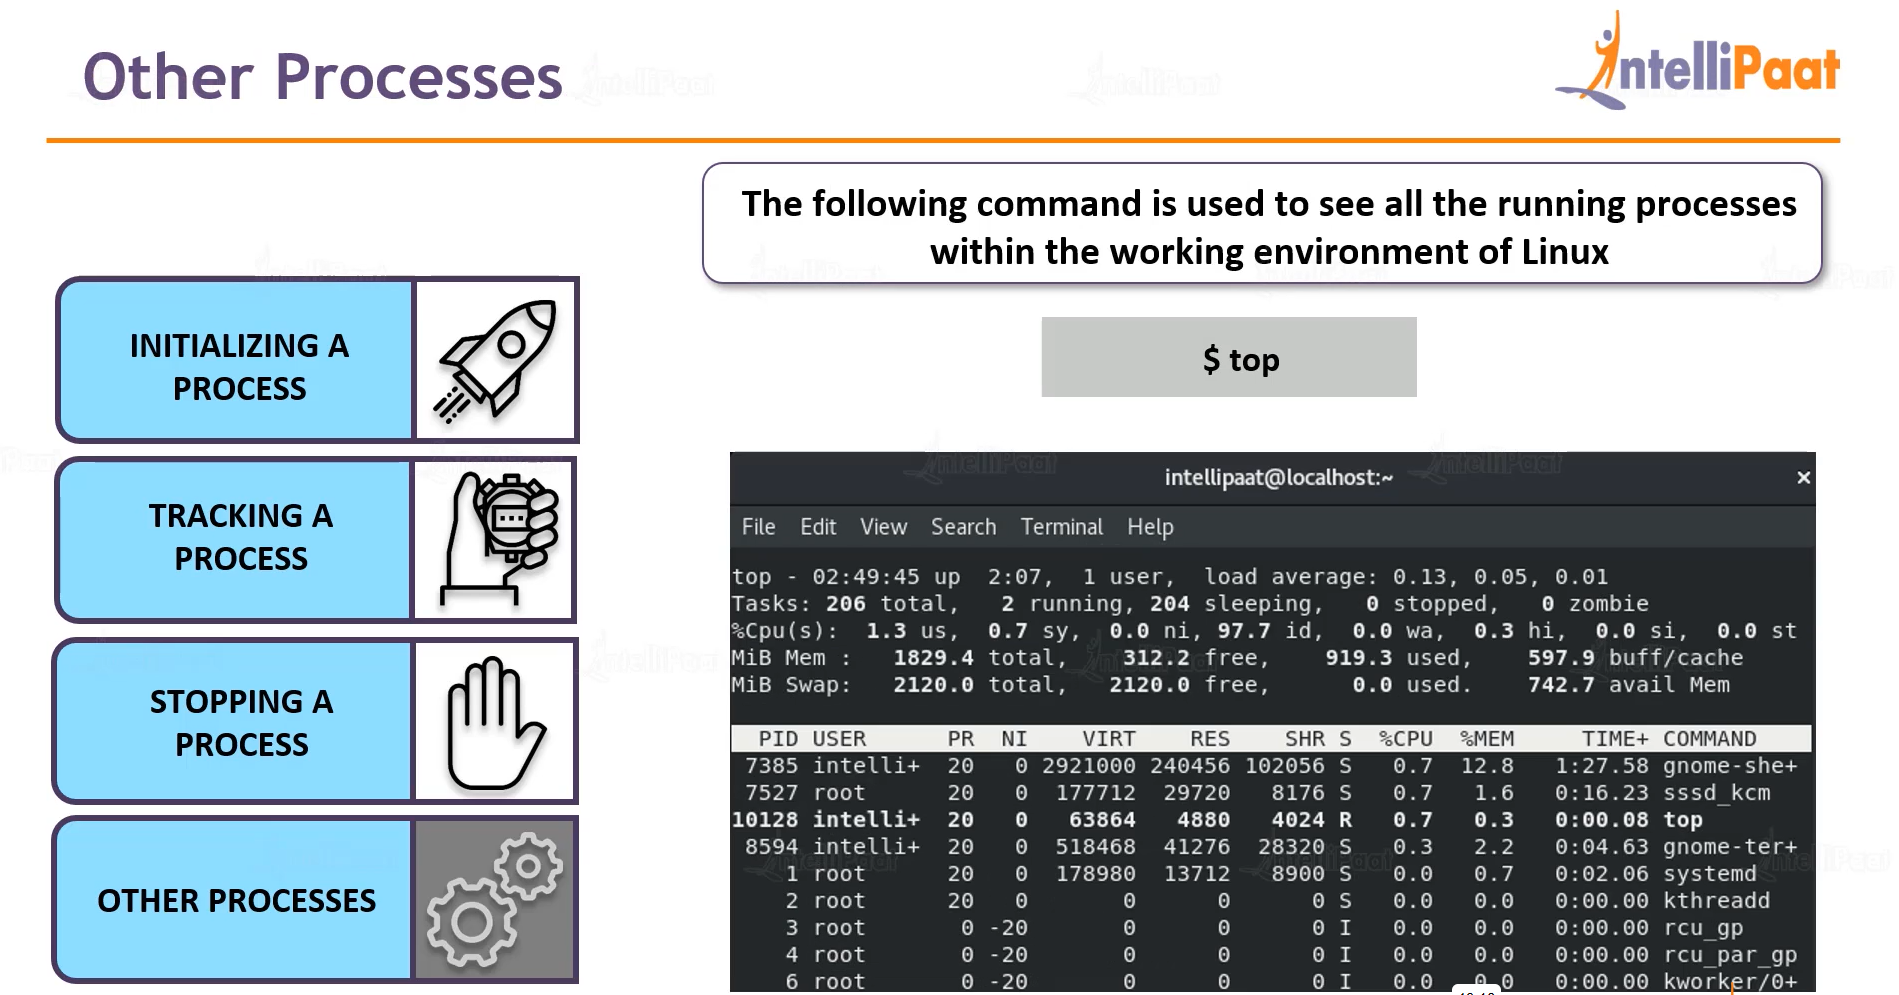 Other Processes
IntelliPaat
The following command is used to see all the running processes
within the working environment of Linux
INITIALIZING A
PROCESS
TRACKING A
PROCESS
STOPPING A
PROCESS
OTHER PROCESSES
$ top
intellipaat@localhost:~ ×
File Edit View Search Terminal Help
top - 02:49:45 up  2:07,  1 user,  load average: 0.13, 0.05, 0.01
Tasks: 206 total,   2 running, 204 sleeping,   0 stopped,   0 zombie
%Cpu(s):  1.3 us,  0.7 sy,  0.0 ni, 97.7 id,  0.0 wa,  0.3 hi,  0.0 si,  0.0 st
MiB Mem :   1829.4 total,    312.2 free,    919.3 used,    597.9 buff/cache
MiB Swap:   2120.0 total,   2120.0 free,      0.0 used.    742.7 avail Mem
PID USER PR NI VIRT RES SHR S %CPU %MEM TIME+ COMMAND
7385 intelli+ 20 0 2921000 240456 102056 S 0.7 12.8 1:27.58 gnome-she+
7527 root 20 0 177712 29720 8176 S 0.7 1.6 0:16.23 sssd_kcm
10128 intelli+ 20 0 63864 4880 4024 R 0.7 0.3 0:00.08 top
8594 intelli+ 20 0 518468 41276 28320 S 0.3 2.2 0:04.63 gnome-ter+
1 root 20 0 178980 13712 8900 S 0.0 0.7 0:02.06 systemd
2 root 20 0 0 0 0 S 0.0 0.0 0:00.00 kthreadd
3 root 0 -20 0 0 0 I 0.0 0.0 0:00.00 rcu_gp
4 root 0 -20 0 0 0 I 0.0 0.0 0:00.00 rcu_par_gp
6 root 0 -20 0 0 0 I 0.0 0.0 0:00.00 kworker/0+